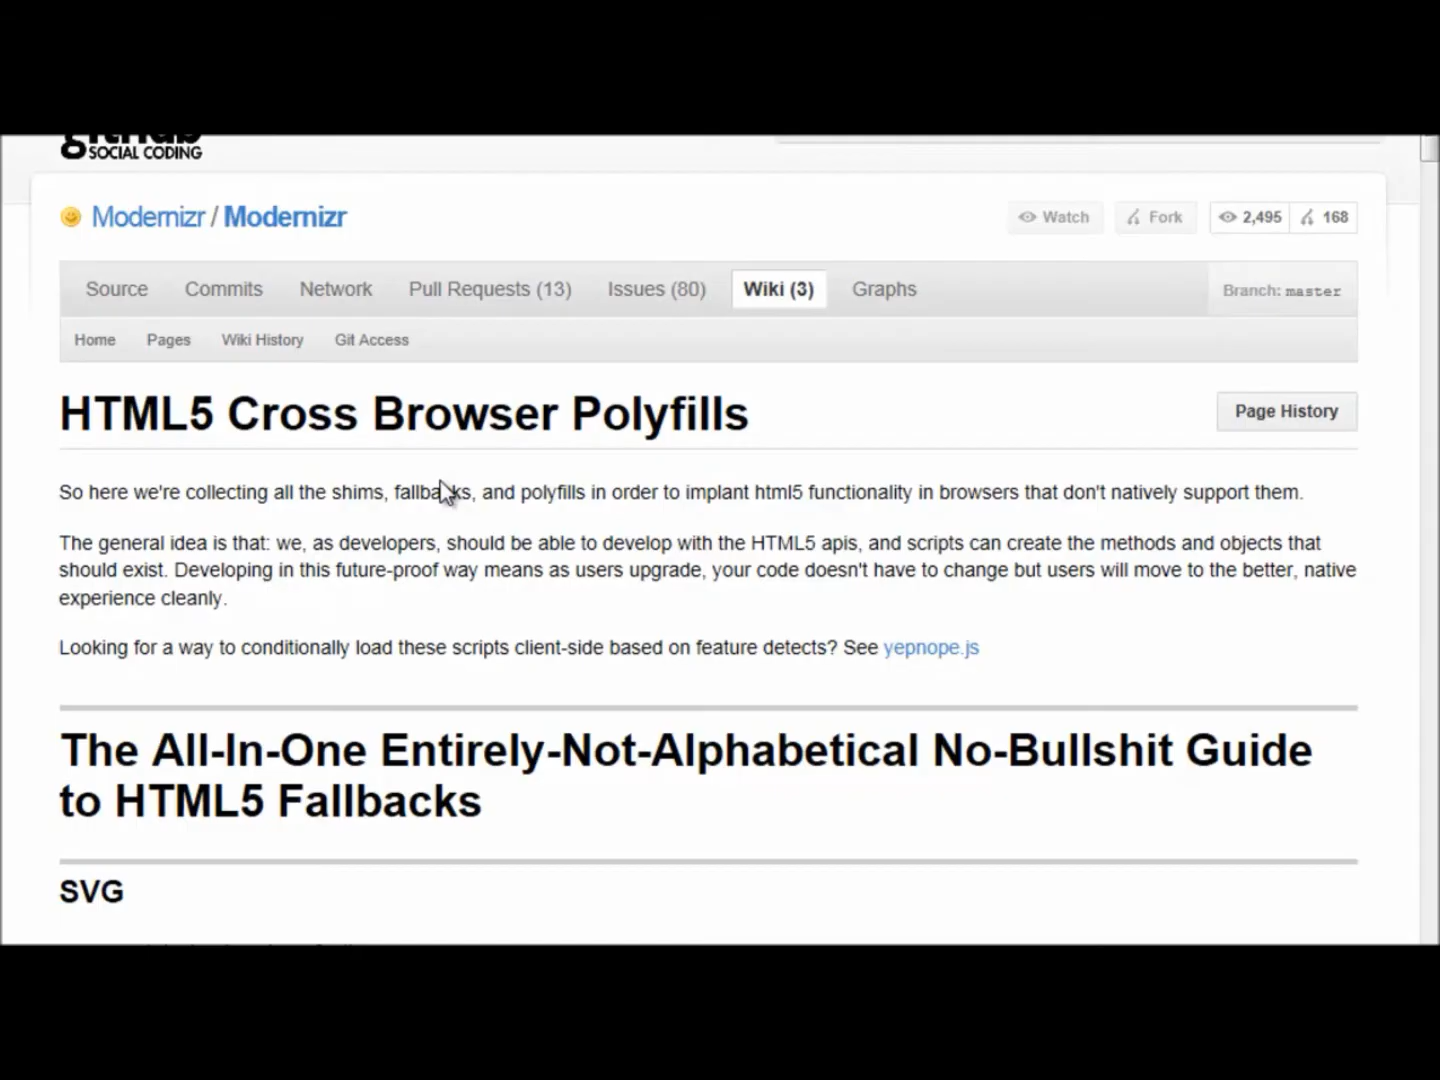 github
SOCIAL CODING
Modernizr / Modernizr
Watch
Fork
2,495
168
Source
Commits
Network
Pull Requests (13)
Issues (80)
Wiki (3)
Graphs
Branch: master
Home
Pages
Wiki History
Git Access
HTML5 Cross Browser Polyfills
Page History
So here we're collecting all the shims, fallbacks, and polyfills in order to implant html5 functionality in browsers that don't natively support them.
The general idea is that: we, as developers, should be able to develop with the HTML5 apis, and scripts can create the methods and objects that
should exist. Developing in this future-proof way means as users upgrade, your code doesn't have to change but users will move to the better, native
experience cleanly.
Looking for a way to conditionally load these scripts client-side based on feature detects? See yepnope.js
The All-In-One Entirely-Not-Alphabetical No-Bullshit Guide
to HTML5 Fallbacks
SVG